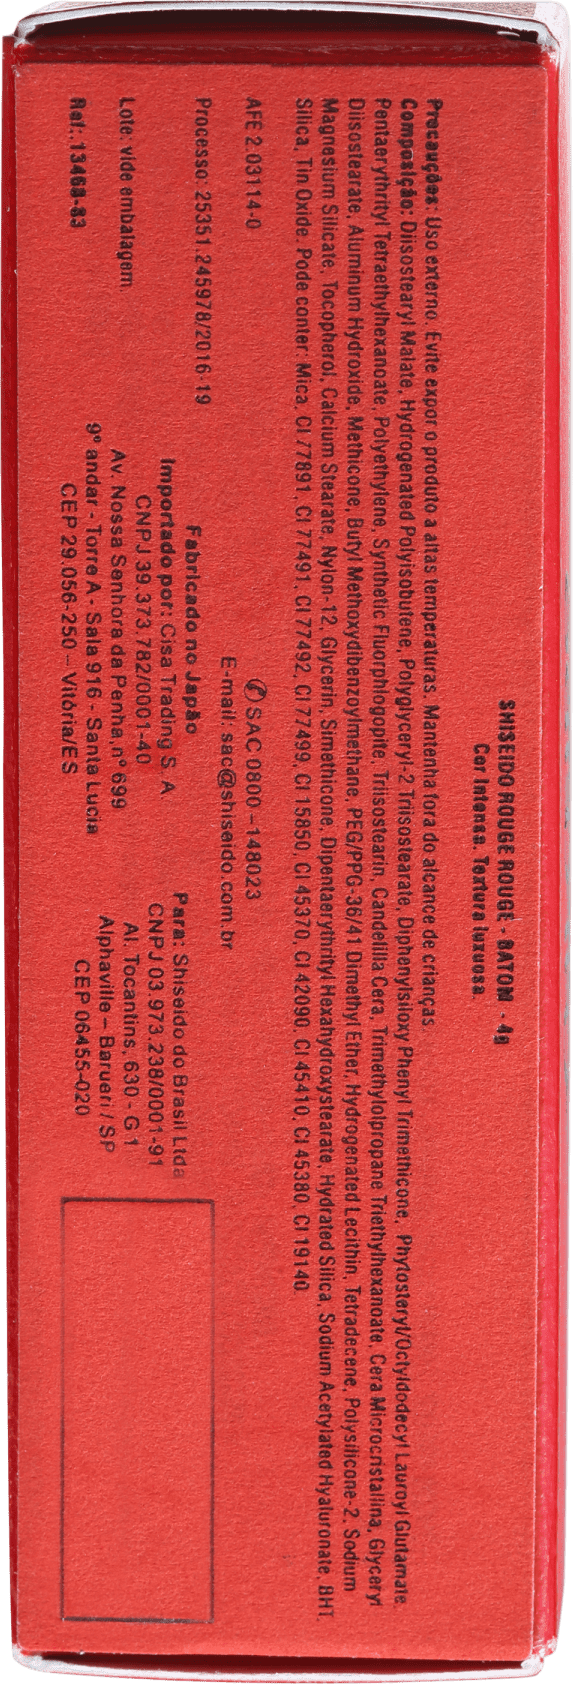 SHISEIDO ROUGE ROUGE - BATOM - 4g
Cor Intensa. Textura luxuosa
Precauções: Uso externo. Evite expor o produto a altas temperaturas. Mantenha fora do alcance de crianças.
Composição: Diisostearyl Malate, Hydrogenated Polyisobutene, Polyglyceryl-2 Triisostearate, Diphenylsiloxy Phenyl Trimethicone, Phytosteryl/Octyldodecyl Lauroyl Glutamate,
Pentaerythrityl Tetraethylhexanoate, Polyethylene, Synthetic Fluorphlogopite, Triisostearin, Candelilla Cera, Trimethylolpropane Triethylhexanoate, Cera Microcristallina, Glyceryl
Diisostearate, Aluminum Hydroxide, Methicone, Butyl Methoxydibenzoylmethane, PEG/PPG-36/41 Dimethyl Ether, Hydrogenated Lecithin, Tetradecene, Polysilicone-2, Sodium
Magnesium Silicate, Tocopherol, Calcium Stearate, Nylon-12, Glycerin, Simethicone, Dipentaerythrityl Hexahydroxystearate, Hydrated Silica, Sodium Acetylated Hyaluronate, BHT,
Silica, Tin Oxide. Pode conter: Mica, CI 77891, CI 77491, CI 77492, CI 77499, CI 15850, CI 45370, CI 42090, CI 45410, CI 45380, CI 19140.
AFE 2.03114-0
SAC 0800-148023
E-mail: sac@shiseido.com.br
Processo: 25351.245978/2016-19
Lote: vide embalagem
Ref.: 13468-83
Fabricado no Japão
Importado por: Cisa Trading S. A.
CNPJ 39.373.782/0001-40
Av. Nossa Senhora da Penha, nº 699
9º andar - Torre A - Sala 916 - Santa Lucia
CEP 29.056-250 – Vitória/ES
Para: Shiseido do Brasil Ltda
CNPJ 03.973.238/0001-91
Al. Tocantins, 630 - G 1
Alphaville – Barueri / SP
CEP 06455-020